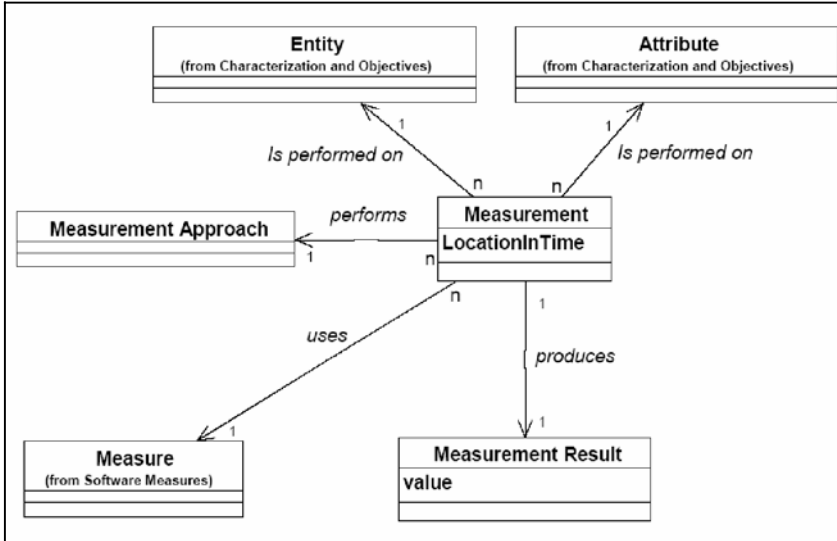 Entity
(from Characterization and Objectives)
Attribute
(from Characterization and Objectives)
1
1
Is performed on
Is performed on
n
n
Measurement Approach
performs
Measurement
LocationInTime
1
n
n
1
uses
produces
1
1
Measure
(from Software Measures)
Measurement Result
value